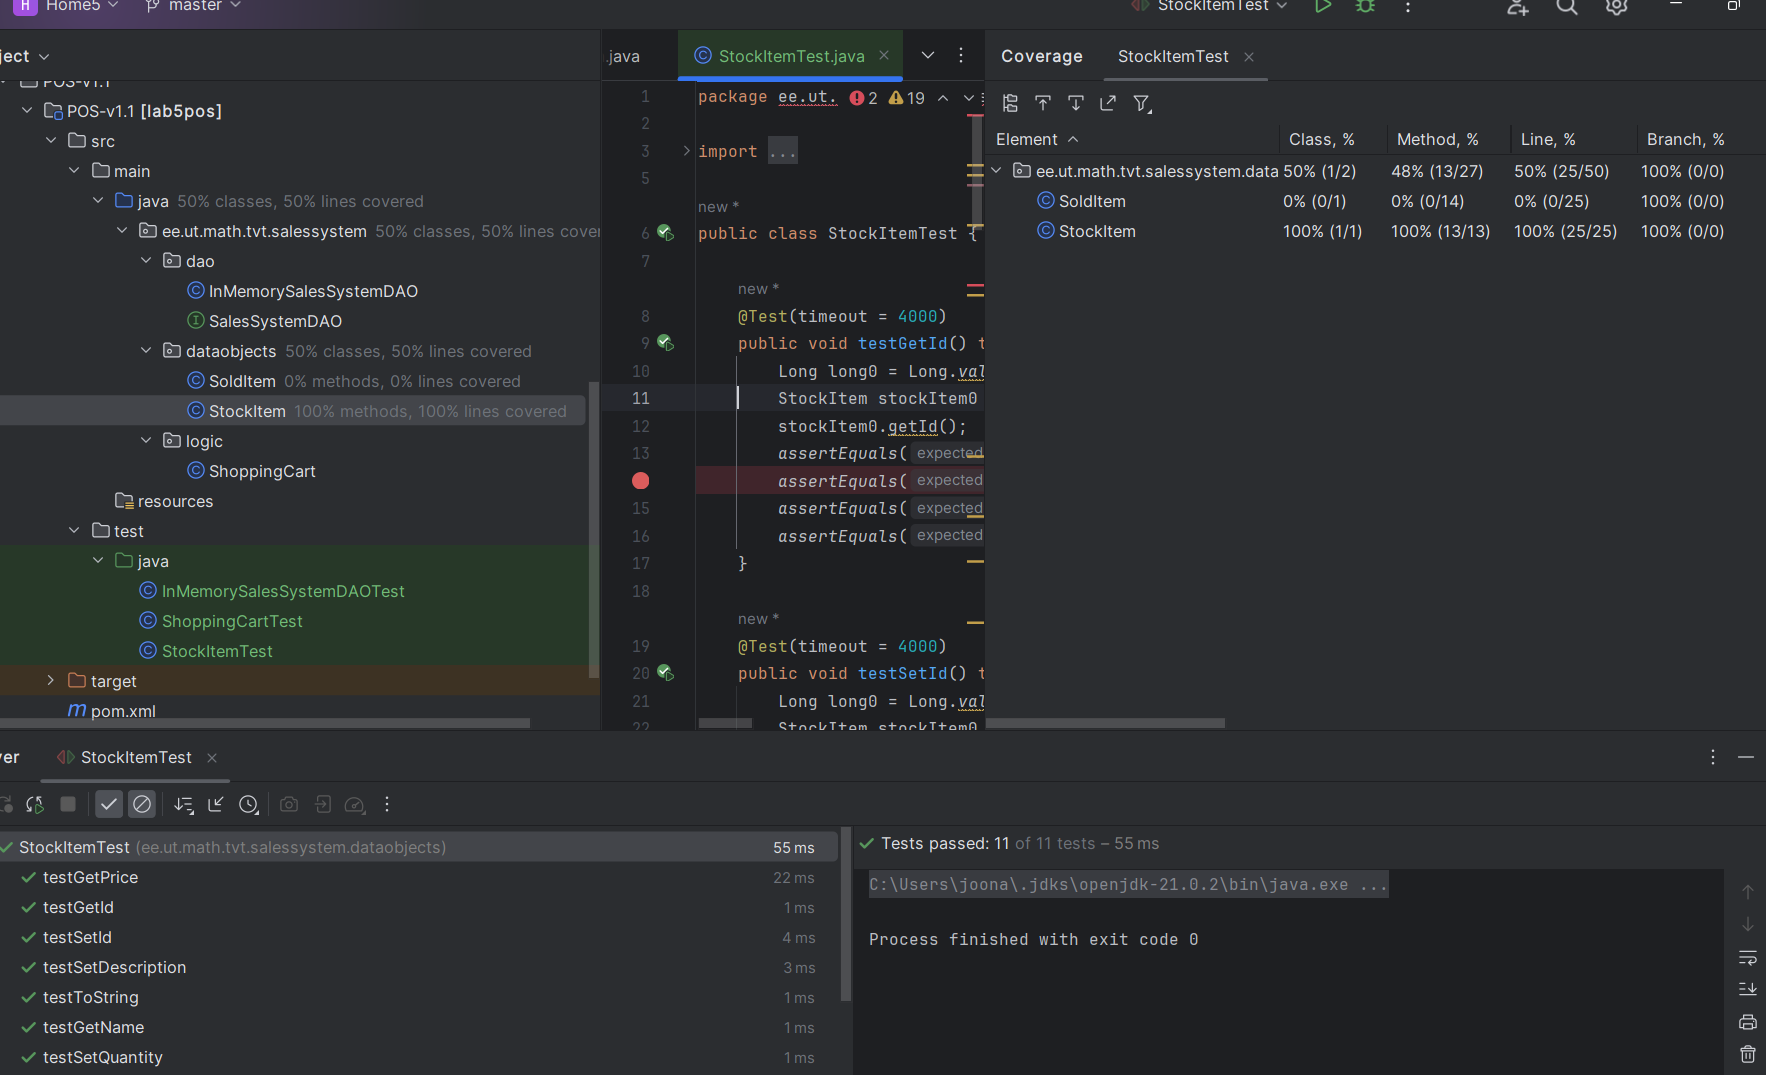 H Home5 master StockItemTest
ject
POS-v1.1
POS-v1.1 [lab5pos]
src
main
java 50% classes, 50% lines covered
ee.ut.math.tvt.salessystem 50% classes, 50% lines cover
dao
InMemorySalesSystemDAO
SalesSystemDAO
dataobjects 50% classes, 50% lines covered
SoldItem 0% methods, 0% lines covered
StockItem 100% methods, 100% lines covered
logic
ShoppingCart
resources
test
java
InMemorySalesSystemDAOTest
ShoppingCartTest
StockItemTest
target
pom.xml
.java StockItemTest.java
1 package ee.ut. 2 19
2
3 import ...
5
new *
6 public class StockItemTest {
7
new *
8 @Test(timeout = 4000)
9 public void testGetId() t
10 Long long0 = Long.val
11 StockItem stockItem0
12 stockItem0.getId();
13 assertEquals( expected
assertEquals( expected
15 assertEquals( expected
16 assertEquals( expected
17 }
18
new *
19 @Test(timeout = 4000)
20 public void testSetId() t
21 Long long0 = Long.val
22 StockItem stockItem0
Coverage StockItemTest
Element Class, % Method, % Line, % Branch, %
ee.ut.math.tvt.salessystem.data 50% (1/2) 48% (13/27) 50% (25/50) 100% (0/0)
SoldItem 0% (0/1) 0% (0/14) 0% (0/25) 100% (0/0)
StockItem 100% (1/1) 100% (13/13) 100% (25/25) 100% (0/0)
ver StockItemTest
StockItemTest (ee.ut.math.tvt.salessystem.dataobjects) 55 ms
testGetPrice 22 ms
testGetId 1 ms
testSetId 4 ms
testSetDescription 3 ms
testToString 1 ms
testGetName 1 ms
testSetQuantity 1 ms
Tests passed: 11 of 11 tests – 55 ms
C:\Users\joona\.jdks\openjdk-21.0.2\bin\java.exe ...
Process finished with exit code 0